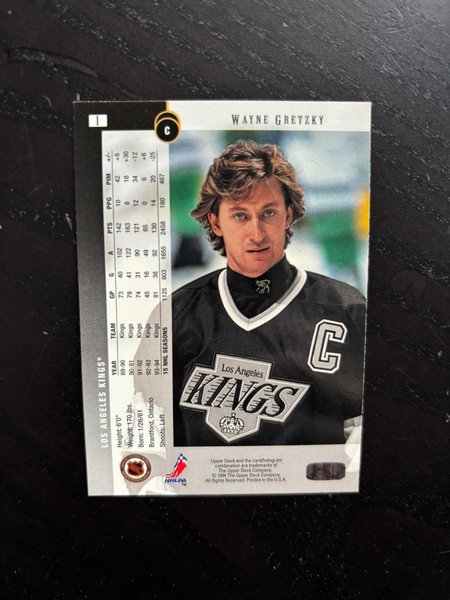 1
C
WAYNE GRETZKY
LOS ANGELES KINGS®
Height: 6'0"
Weight: 170 lbs.
Born: 1/26/61
Brantford, Ontario
Shoots: Left
YEAR TEAM GP G A PTS PPG PIM +/-
89-90 Kings 73 40 102 142 10 42 +8
90-91 Kings 78 41 122 163 8 16 +30
91-92 Kings 74 31 90 121 12 34 -12
92-93 Kings 45 16 49 65 0 6 +6
93-94 Kings 81 38 92 130 14 20 -25
15 NHL SEASONS 1125 803 1655 2458 180 467
C
Los Angeles
KINGS
NHLPA
TM
Upper Deck and the card/hologram
combination are trademarks of
The Upper Deck Company.
© 1994 The Upper Deck Company.
All Rights Reserved. Printed in the U.S.A.